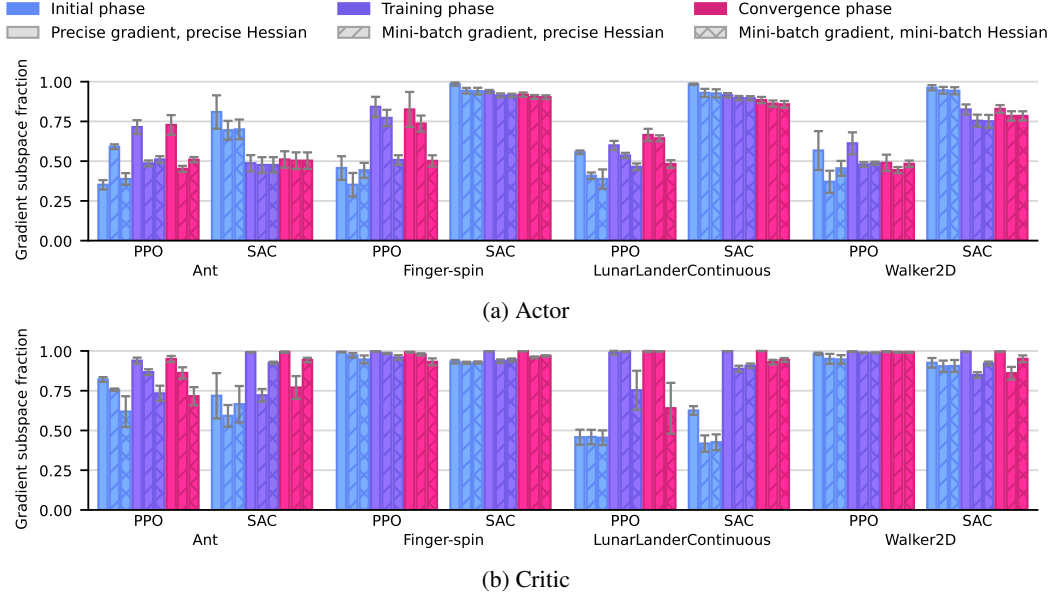 Initial phase Training phase Convergence phase
Precise gradient, precise Hessian Mini-batch gradient, precise Hessian Mini-batch gradient, mini-batch Hessian
Gradient subspace fraction
1.00
0.75
0.50
0.25
0.00
PPO SAC PPO SAC PPO SAC PPO SAC
Ant Finger-spin LunarLanderContinuous Walker2D
(a) Actor
Gradient subspace fraction
1.00
0.75
0.50
0.25
0.00
PPO SAC PPO SAC PPO SAC PPO SAC
Ant Finger-spin LunarLanderContinuous Walker2D
(b) Critic